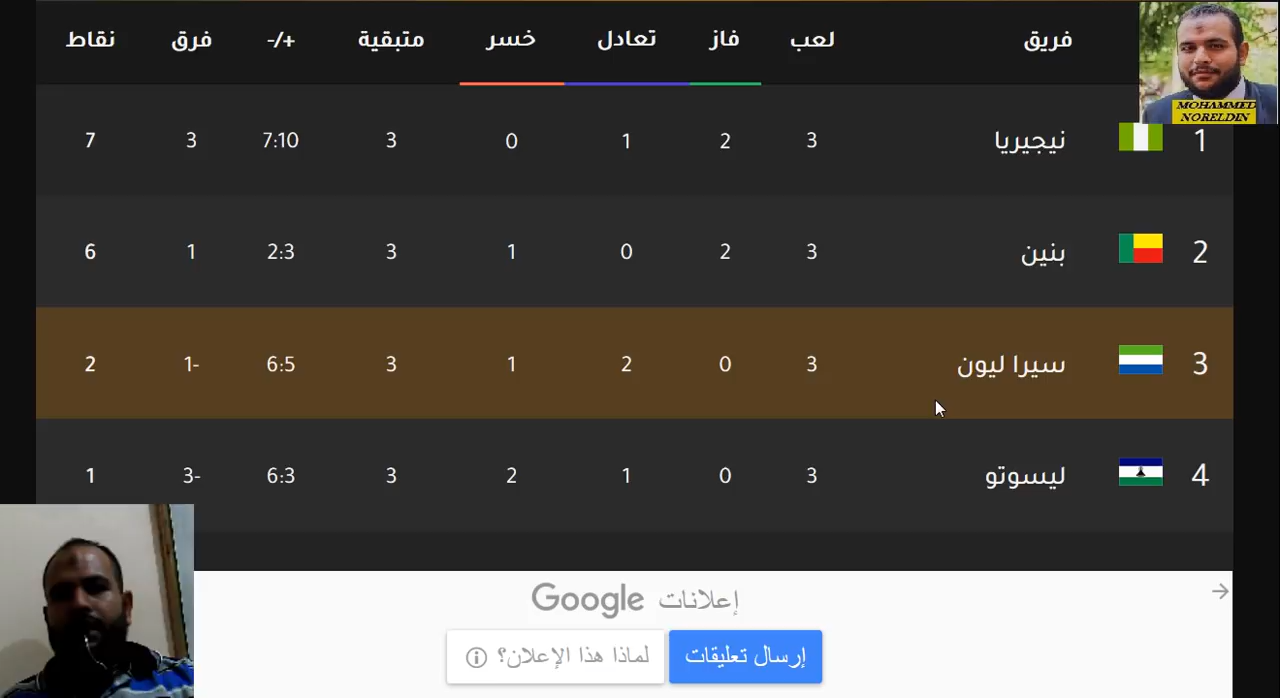 فريق لعب فاز تعادل خسر متبقية +/- فرق نقاط
MOHAMMED
NORELDIN
1 نيجيريا 3 2 1 0 3 7:10 3 7
2 بنين 3 2 0 1 3 2:3 1 6
3 سيرا ليون 3 0 2 1 3 6:5 1- 2
4 ليسوتو 3 0 1 2 3 6:3 3- 1
إعلانات Google
إرسال تعليقات لماذا هذا الإعلان؟